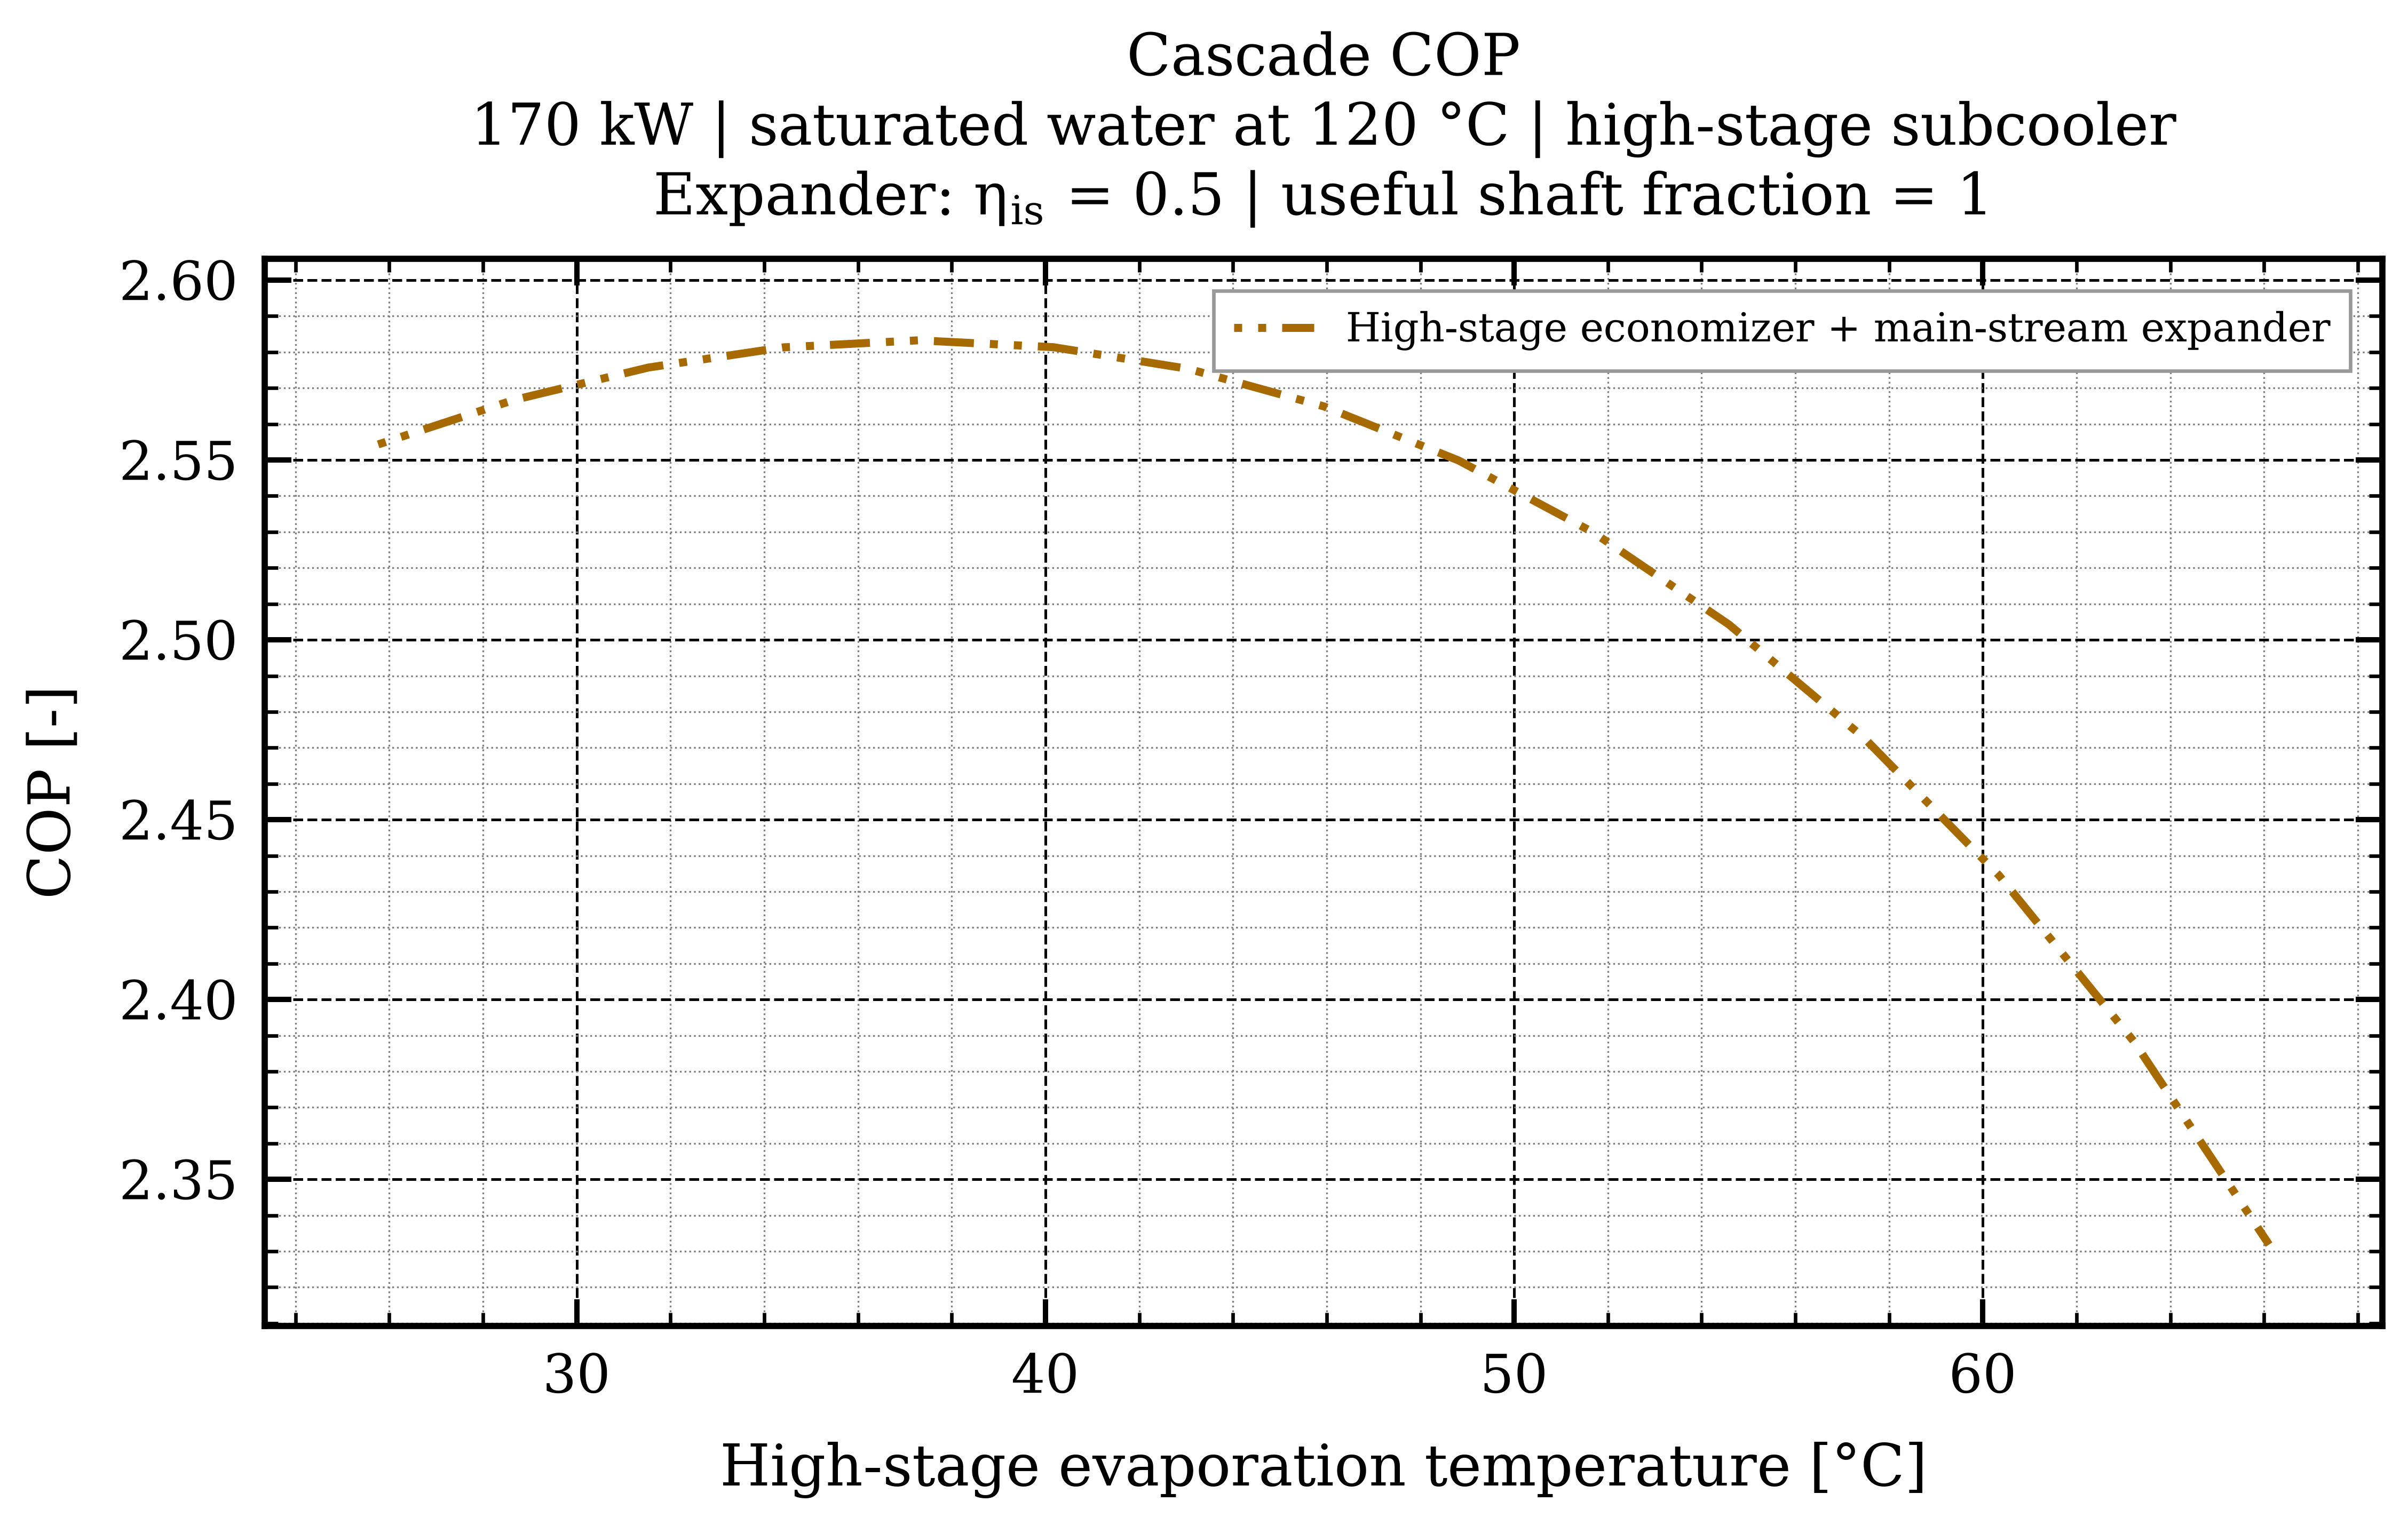 Cascade COP
170 kW | saturated water at 120 °C | high-stage subcooler
Expander: ηis = 0.5 | useful shaft fraction = 1
High-stage economizer + main-stream expander
COP [-]
2.60
2.55
2.50
2.45
2.40
2.35
30 40 50 60
High-stage evaporation temperature [°C]